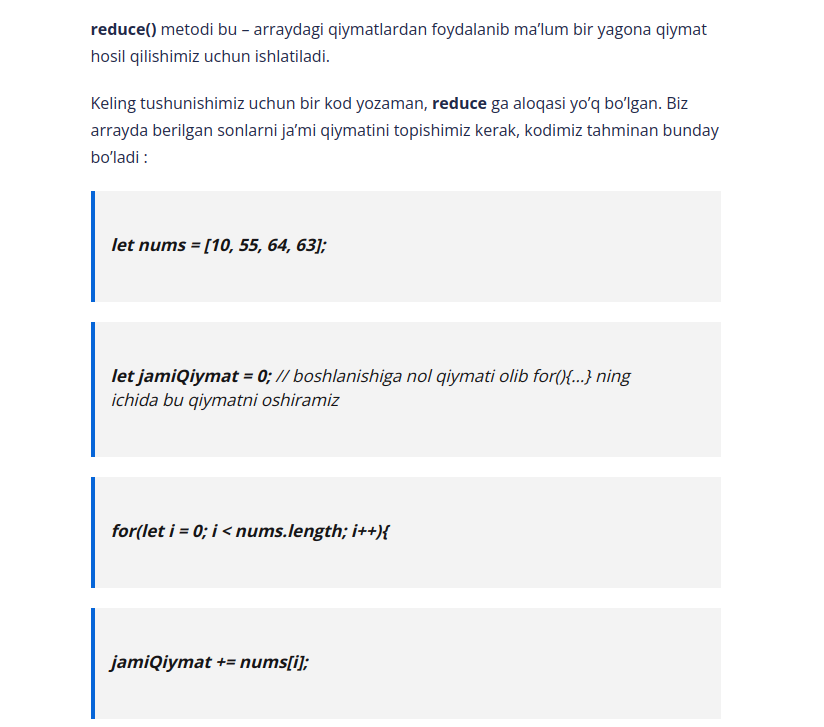 reduce() metodi bu – arraydagi qiymatlardan foydalanib ma’lum bir yagona qiymat
hosil qilishimiz uchun ishlatiladi.
Keling tushunishimiz uchun bir kod yozaman, reduce ga aloqasi yo’q bo’lgan. Biz
arrayda berilgan sonlarni ja’mi qiymatini topishimiz kerak, kodimiz tahminan bunday
bo’ladi :
let nums = [10, 55, 64, 63];
let jamiQiymat = 0; // boshlanishiga nol qiymati olib for(){…} ning
ichida bu qiymatni oshiramiz
for(let i = 0; i < nums.length; i++){
jamiQiymat += nums[i];